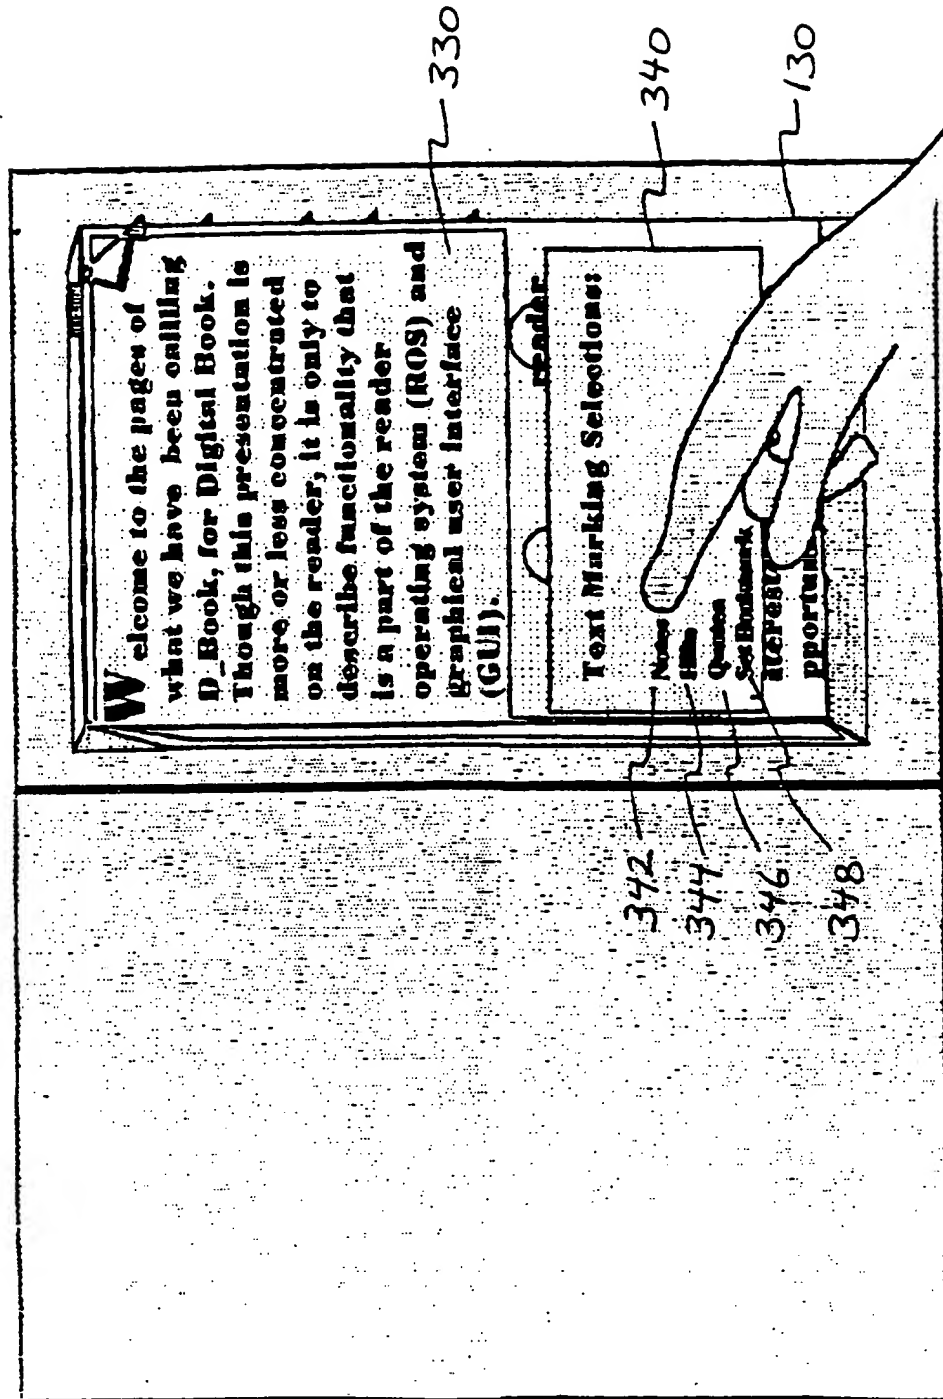 Welcome to the pages of
what we have been calling
D_Book, for Digital Book.
Though this presentation is
more or less concentrated
on the reader, it is only to
describe functionality that
is a part of the reader
operating system (ROS) and
graphical user interface
(GUI).
reader
Text Marking Selections:
Notes
Quotes
Set Bookmark
pportun
330
340
130
342
344
346
348